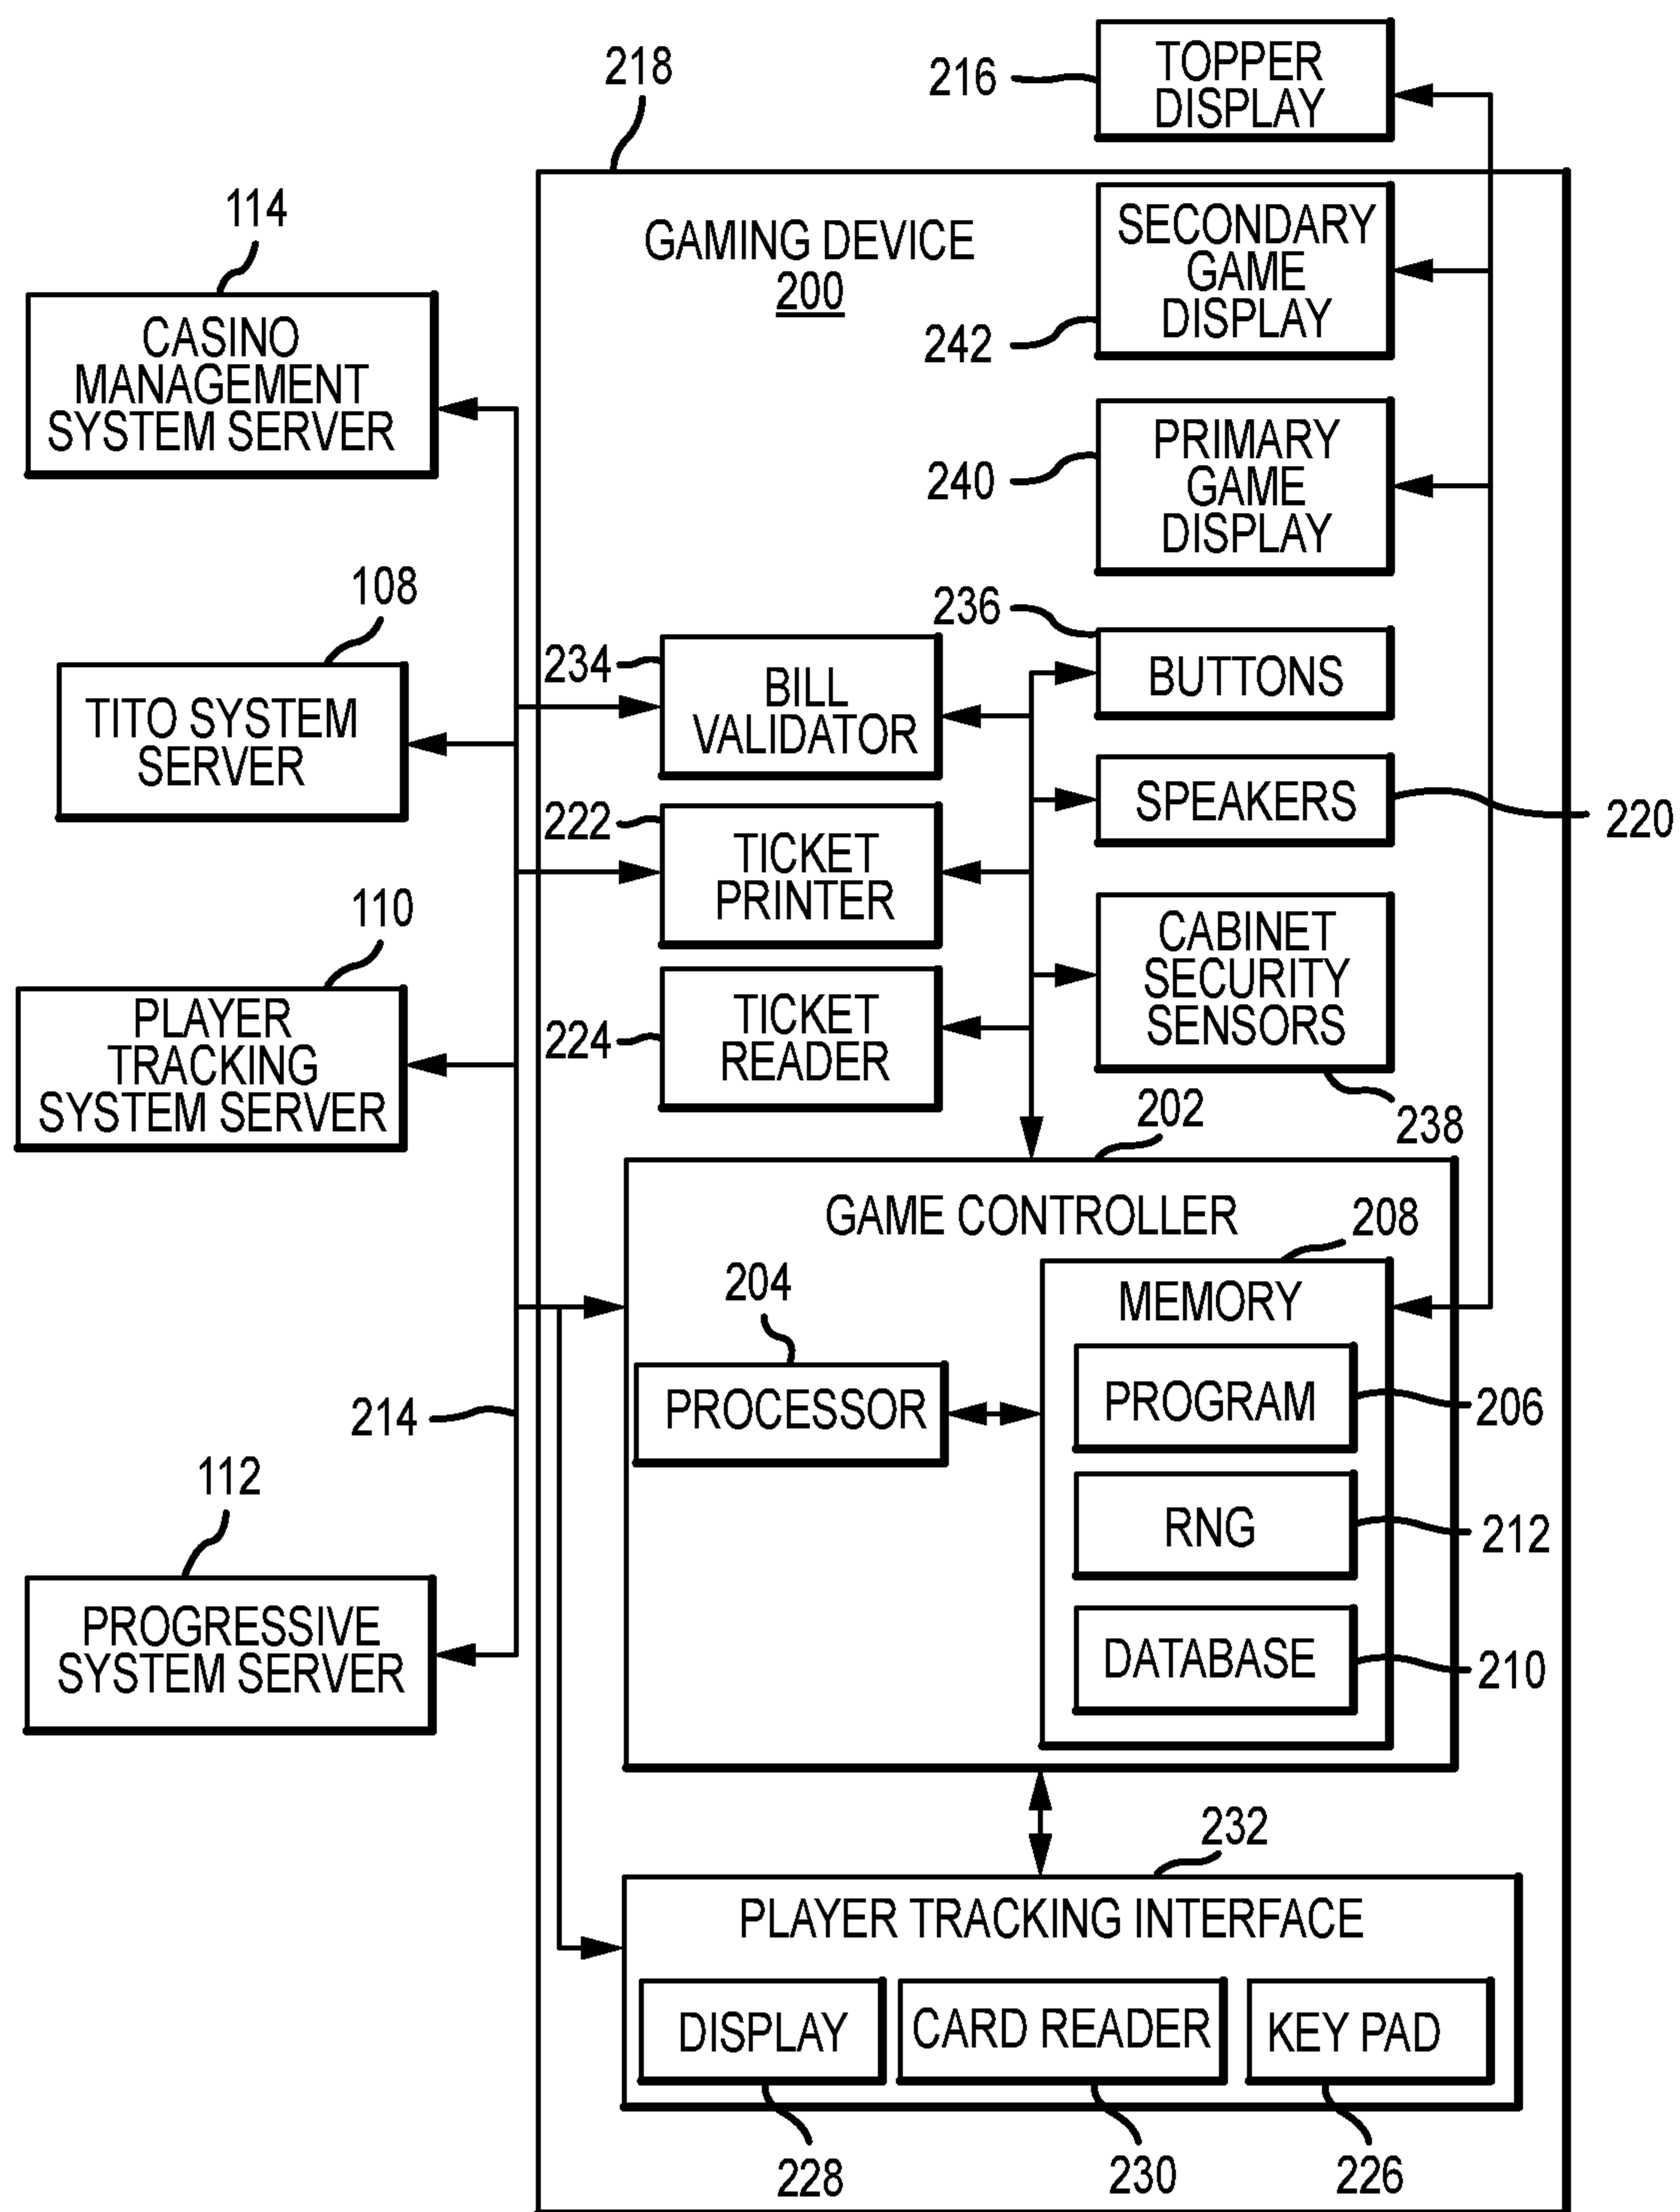 216
TOPPER
DISPLAY
218
GAMING DEVICE
200
SECONDARY
GAME
DISPLAY
242
114
CASINO
MANAGEMENT
SYSTEM SERVER
PRIMARY
GAME
DISPLAY
240
108
TITO SYSTEM
SERVER
234
BILL
VALIDATOR
236
BUTTONS
222
TICKET
PRINTER
SPEAKERS
220
110
PLAYER
TRACKING
SYSTEM SERVER
224
TICKET
READER
CABINET
SECURITY
SENSORS
238
202
GAME CONTROLLER
208
MEMORY
204
PROCESSOR
PROGRAM
206
214
RNG
212
DATABASE
210
112
PROGRESSIVE
SYSTEM SERVER
232
PLAYER TRACKING INTERFACE
DISPLAY
CARD READER
KEY PAD
228
230
226